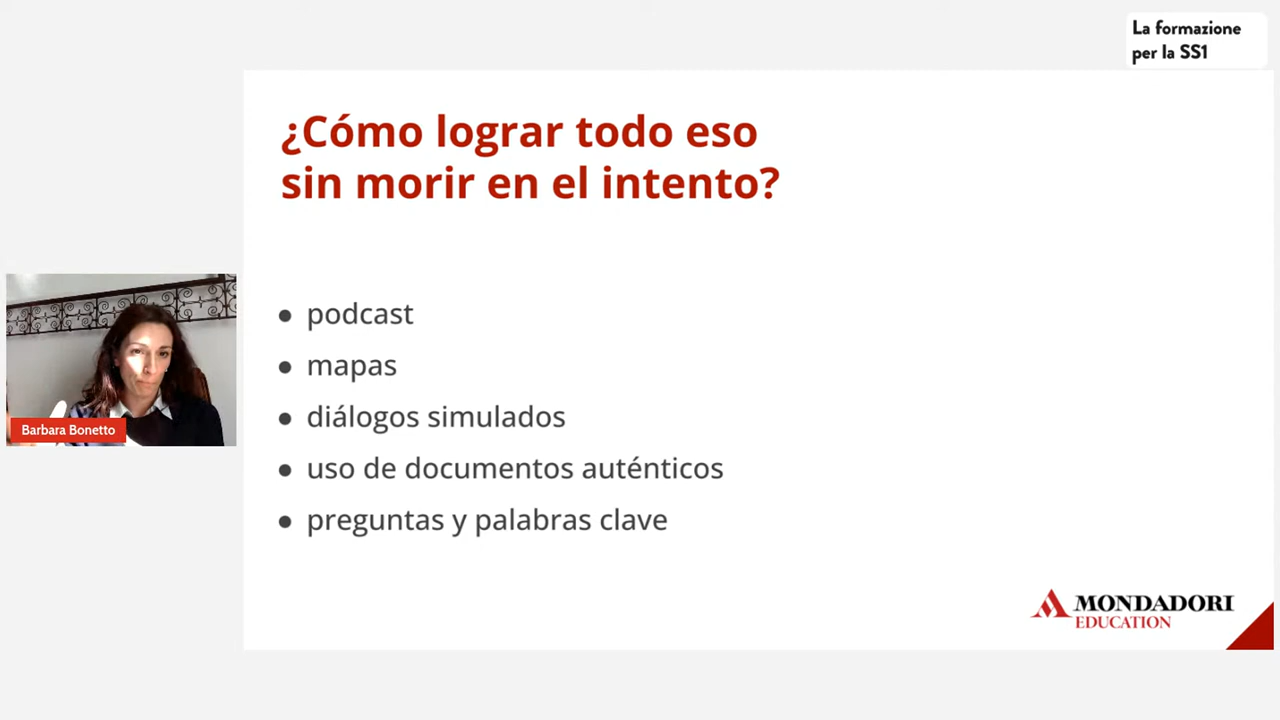 La formazione
per la SS1
¿Cómo lograr todo eso
sin morir en el intento?
● podcast
● mapas
● diálogos simulados
● uso de documentos auténticos
● preguntas y palabras clave
Barbara Bonetto
MONDADORI
EDUCATION